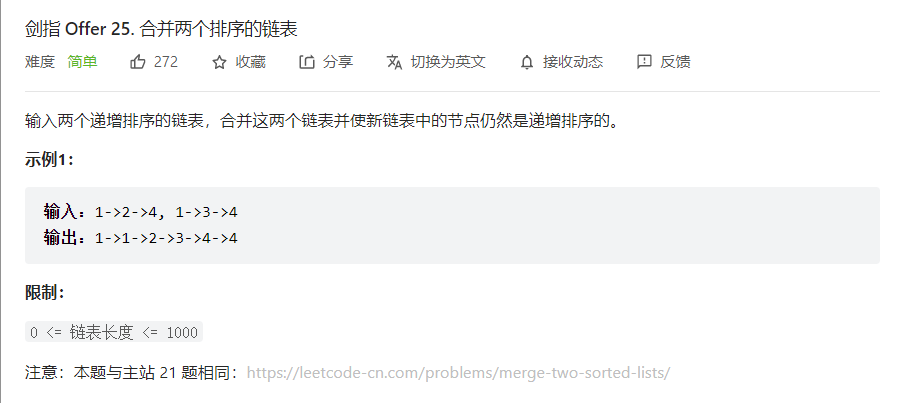 剑指 Offer 25. 合并两个排序的链表
难度 简单 272 收藏 分享 切换为英文 接收动态 反馈
输入两个递增排序的链表，合并这两个链表并使新链表中的节点仍然是递增排序的。
示例1：
输入：1->2->4, 1->3->4
输出：1->1->2->3->4->4
限制：
0 <= 链表长度 <= 1000
注意：本题与主站 21 题相同：https://leetcode-cn.com/problems/merge-two-sorted-lists/